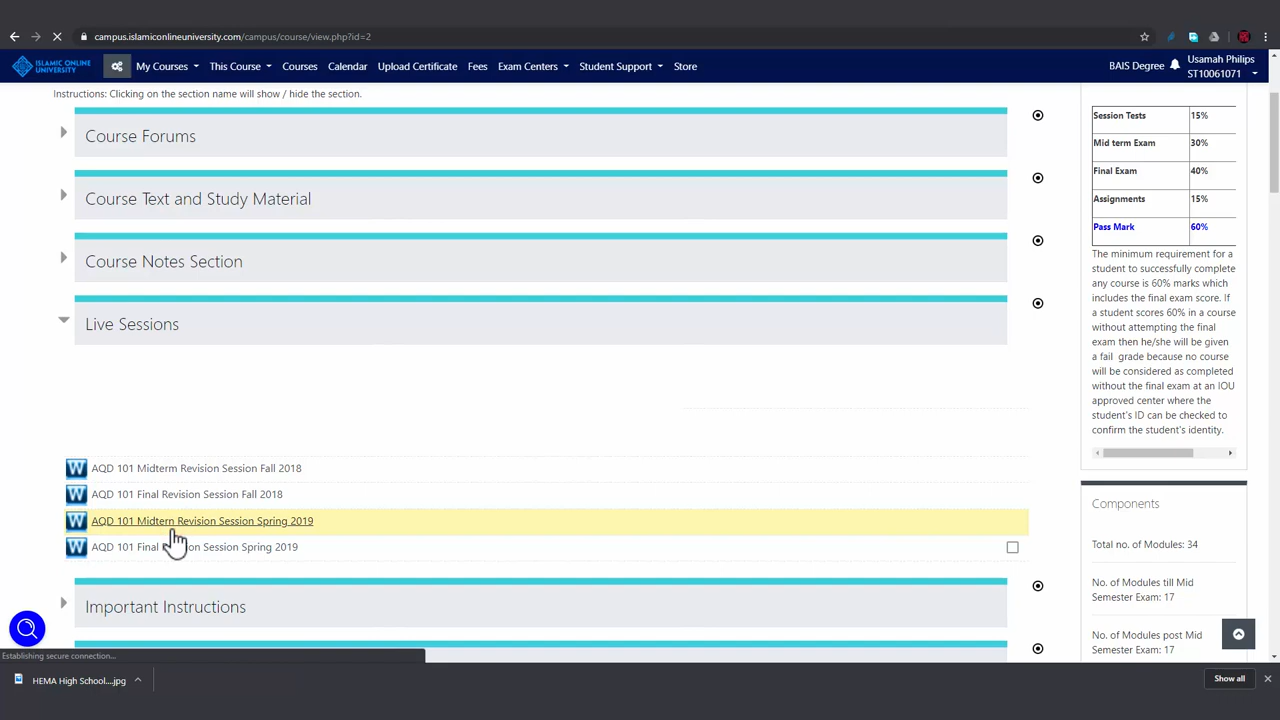 campus.islamiconlineuniversity.com/campus/course/view.php?id=2
ISLAMIC ONLINE
UNIVERSITY
My Courses
This Course
Courses
Calendar
Upload Certificate
Fees
Exam Centers
Student Support
Store
BAIS Degree
Usamah Philips
ST10061071
Instructions: Clicking on the section name will show / hide the section.
Course Forums
Course Text and Study Material
Course Notes Section
Live Sessions
W AQD 101 Midterm Revision Session Fall 2018
W AQD 101 Final Revision Session Fall 2018
W AQD 101 Midtern Revision Session Spring 2019
W AQD 101 Final on Session Spring 2019
Important Instructions
Session Tests 15%
Mid term Exam 30%
Final Exam 40%
Assignments 15%
Pass Mark 60%
The minimum requirement for a
student to successfully complete
any course is 60% marks which
includes the final exam score. If
a student scores 60% in a course
without attempting the final
exam then he/she will be given
a fail grade because no course
will be considered as completed
without the final exam at an IOU
approved center where the
student's ID can be checked to
confirm the student's identity.
Components
Total no. of Modules: 34
No. of Modules till Mid
Semester Exam: 17
No. of Modules post Mid
Semester Exam: 17
Establishing secure connection...
HEMA High School....jpg
Show all